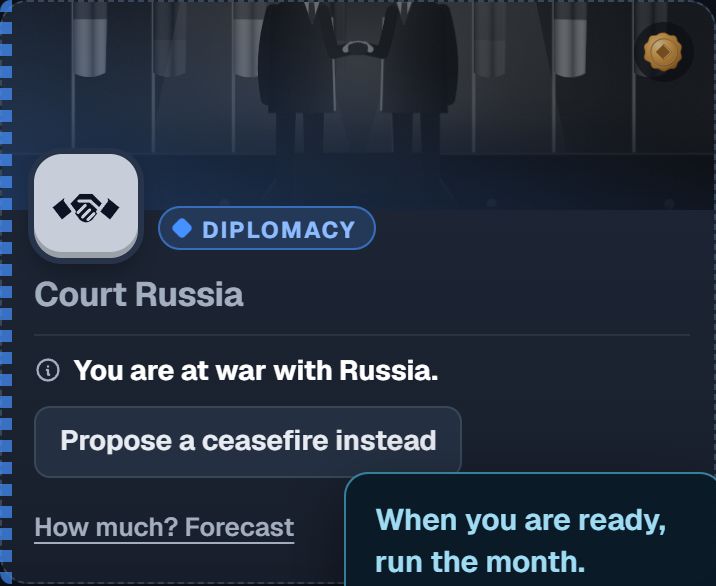 DIPLOMACY
Court Russia
You are at war with Russia.
Propose a ceasefire instead
How much? Forecast
When you are ready,
run the month.